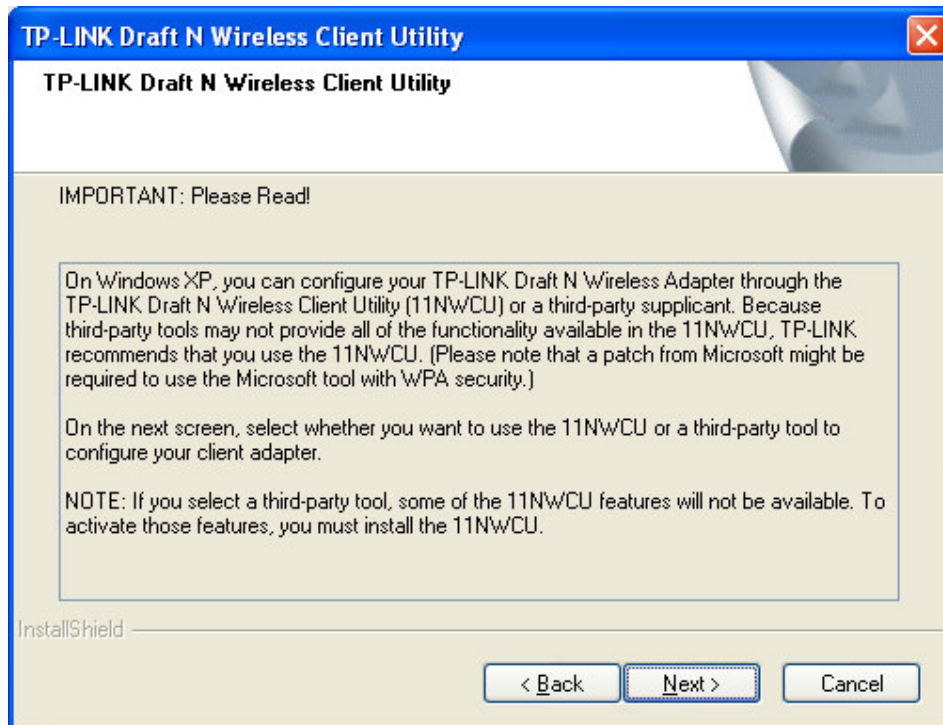 TP-LINK Draft N Wireless Client Utility
TP-LINK Draft N Wireless Client Utility
IMPORTANT: Please Read!
On Windows XP, you can configure your TP-LINK Draft N Wireless Adapter through the
TP-LINK Draft N Wireless Client Utility (11NWCU) or a third-party supplicant. Because
third-party tools may not provide all of the functionality available in the 11NWCU, TP-LINK
recommends that you use the 11NWCU. (Please note that a patch from Microsoft might be
required to use the Microsoft tool with WPA security.)
On the next screen, select whether you want to use the 11NWCU or a third-party tool to
configure your client adapter.
NOTE: If you select a third-party tool, some of the 11NWCU features will not be available. To
activate those features, you must install the 11NWCU.
InstallShield
< Back
Next >
Cancel